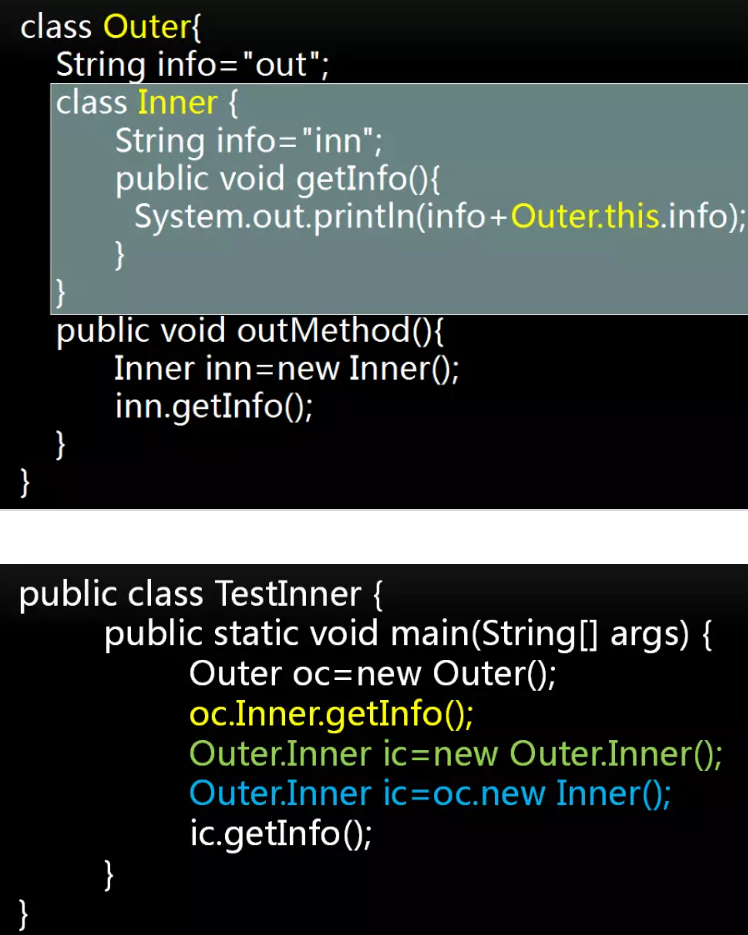 class Outer{
String info="out";
class Inner {
String info="inn";
public void getInfo(){
System.out.println(info+Outer.this.info);
}
}
public void outMethod(){
Inner inn=new Inner();
inn.getInfo();
}
}
public class TestInner {
public static void main(String[] args) {
Outer oc=new Outer();
oc.Inner.getInfo();
Outer.Inner ic=new Outer.Inner();
Outer.Inner ic=oc.new Inner();
ic.getInfo();
}
}